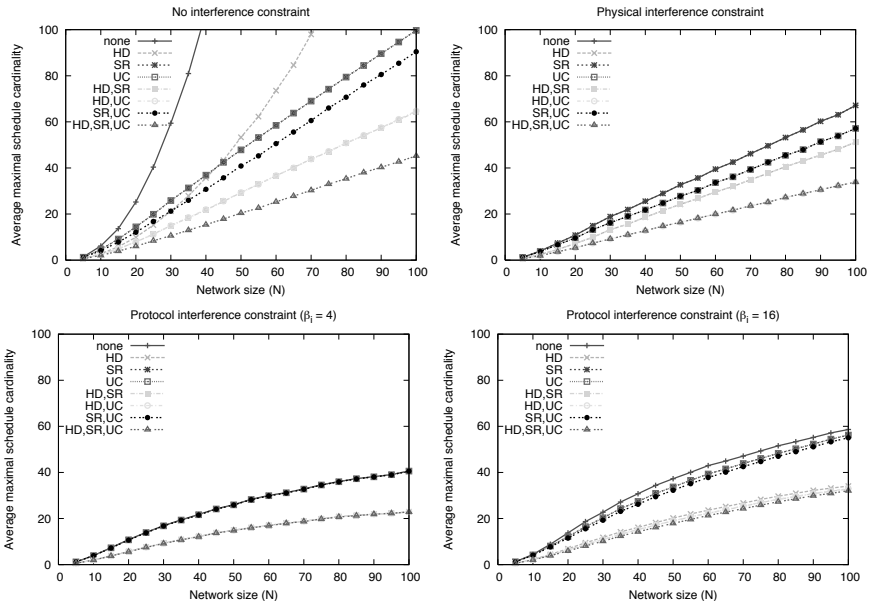 No interference constraint
Average maximal schedule cardinality
100
80
60
40
20
0
0 10 20 30 40 50 60 70 80 90 100
Network size (N)
none
HD
SR
UC
HD,SR
HD,UC
SR,UC
HD,SR,UC
Physical interference constraint
Average maximal schedule cardinality
100
80
60
40
20
0
0 10 20 30 40 50 60 70 80 90 100
Network size (N)
none
HD
SR
UC
HD,SR
HD,UC
SR,UC
HD,SR,UC
Protocol interference constraint (βi = 4)
Average maximal schedule cardinality
100
80
60
40
20
0
0 10 20 30 40 50 60 70 80 90 100
Network size (N)
none
HD
SR
UC
HD,SR
HD,UC
SR,UC
HD,SR,UC
Protocol interference constraint (βi = 16)
Average maximal schedule cardinality
100
80
60
40
20
0
0 10 20 30 40 50 60 70 80 90 100
Network size (N)
none
HD
SR
UC
HD,SR
HD,UC
SR,UC
HD,SR,UC